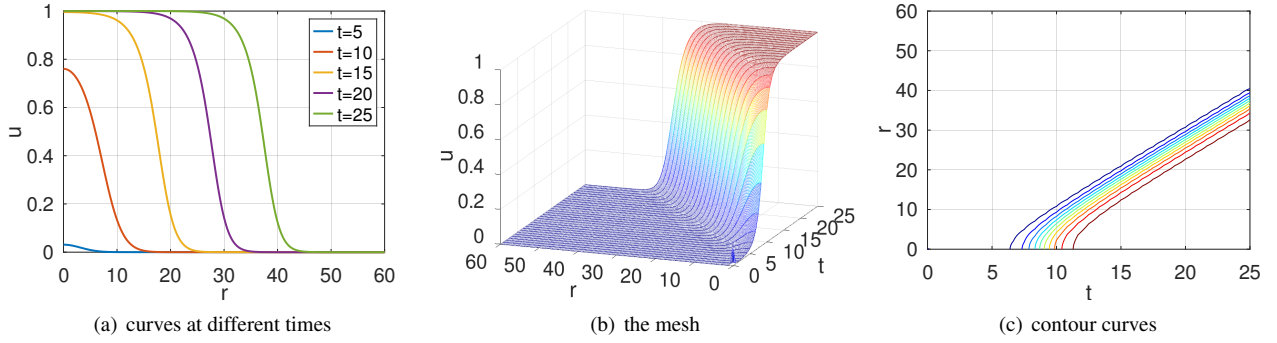 1
0.8
0.6
0.4
0.2
0
u
0 10 20 30 40 50 60
r
t=5
t=10
t=15
t=20
t=25
(a) curves at different times
1
0.8
0.6
0.4
0.2
0
u
60 50 40 30 20 10 0
r
0 5 10 15 20 25
t
(b) the mesh
60
50
40
30
20
10
0
r
0 5 10 15 20 25
t
(c) contour curves